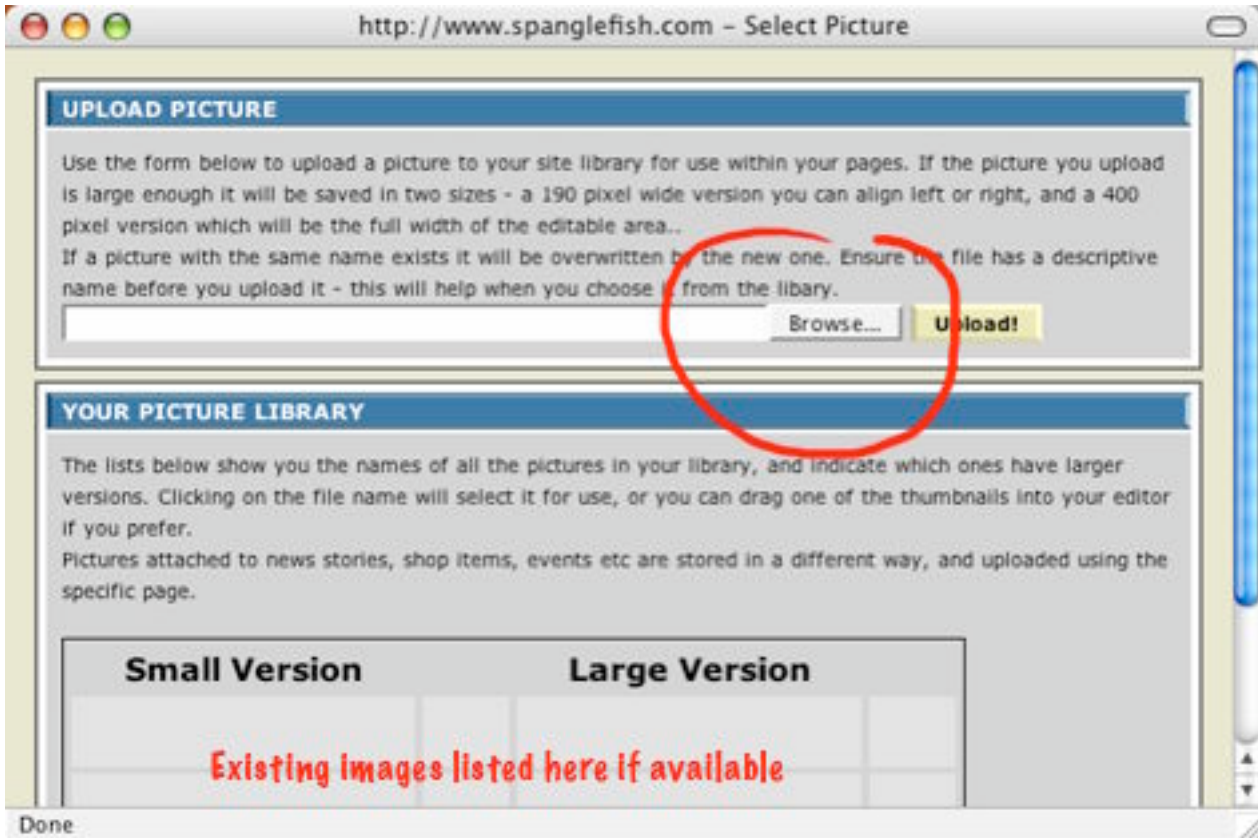 http://www.spanglefish.com – Select Picture
UPLOAD PICTURE
Use the form below to upload a picture to your site library for use within your pages. If the picture you upload
is large enough it will be saved in two sizes - a 190 pixel wide version you can align left or right, and a 400
pixel version which will be the full width of the editable area..
If a picture with the same name exists it will be overwritten by the new one. Ensure the file has a descriptive
name before you upload it - this will help when you choose it from the libary.
Browse... Upload!
YOUR PICTURE LIBRARY
The lists below show you the names of all the pictures in your library, and indicate which ones have larger
versions. Clicking on the file name will select it for use, or you can drag one of the thumbnails into your editor
if you prefer.
Pictures attached to news stories, shop items, events etc are stored in a different way, and uploaded using the
specific page.
Small Version Large Version
Existing images listed here if available
Done